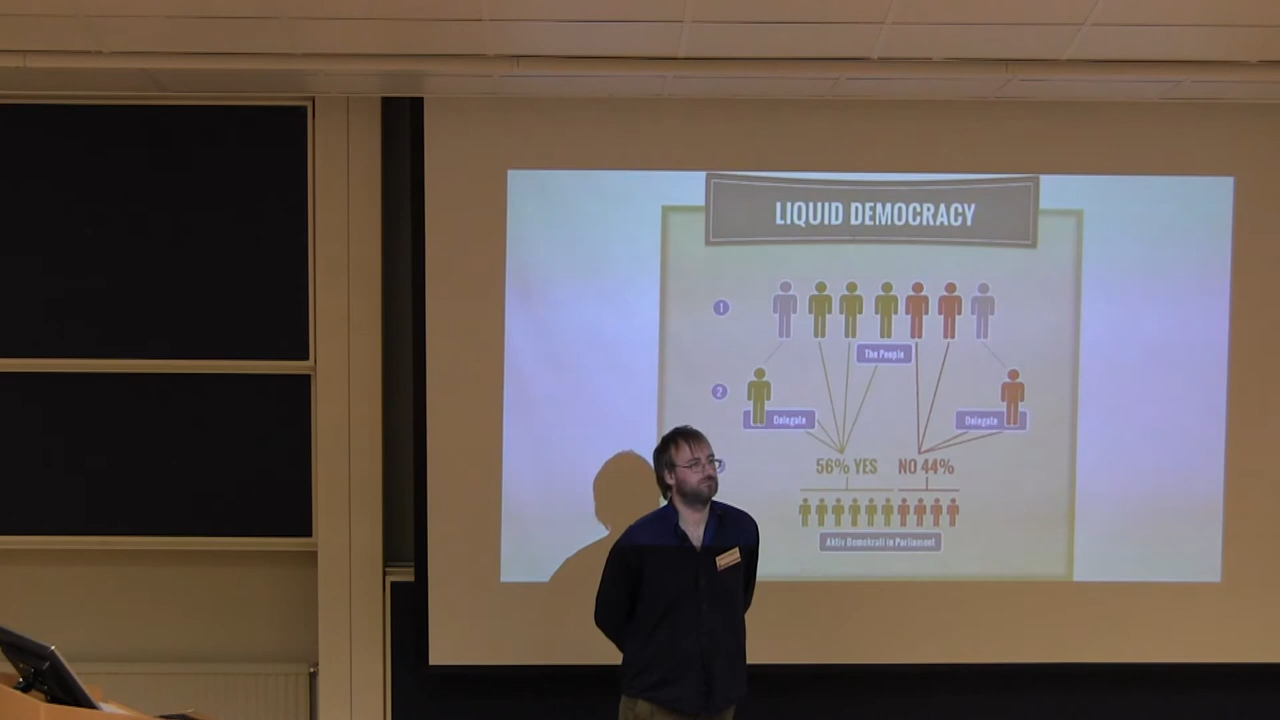 LIQUID DEMOCRACY
1
The People
2
Delegate
Delegate
56% YES
NO 44%
Aktiv Demokrati in Parliament